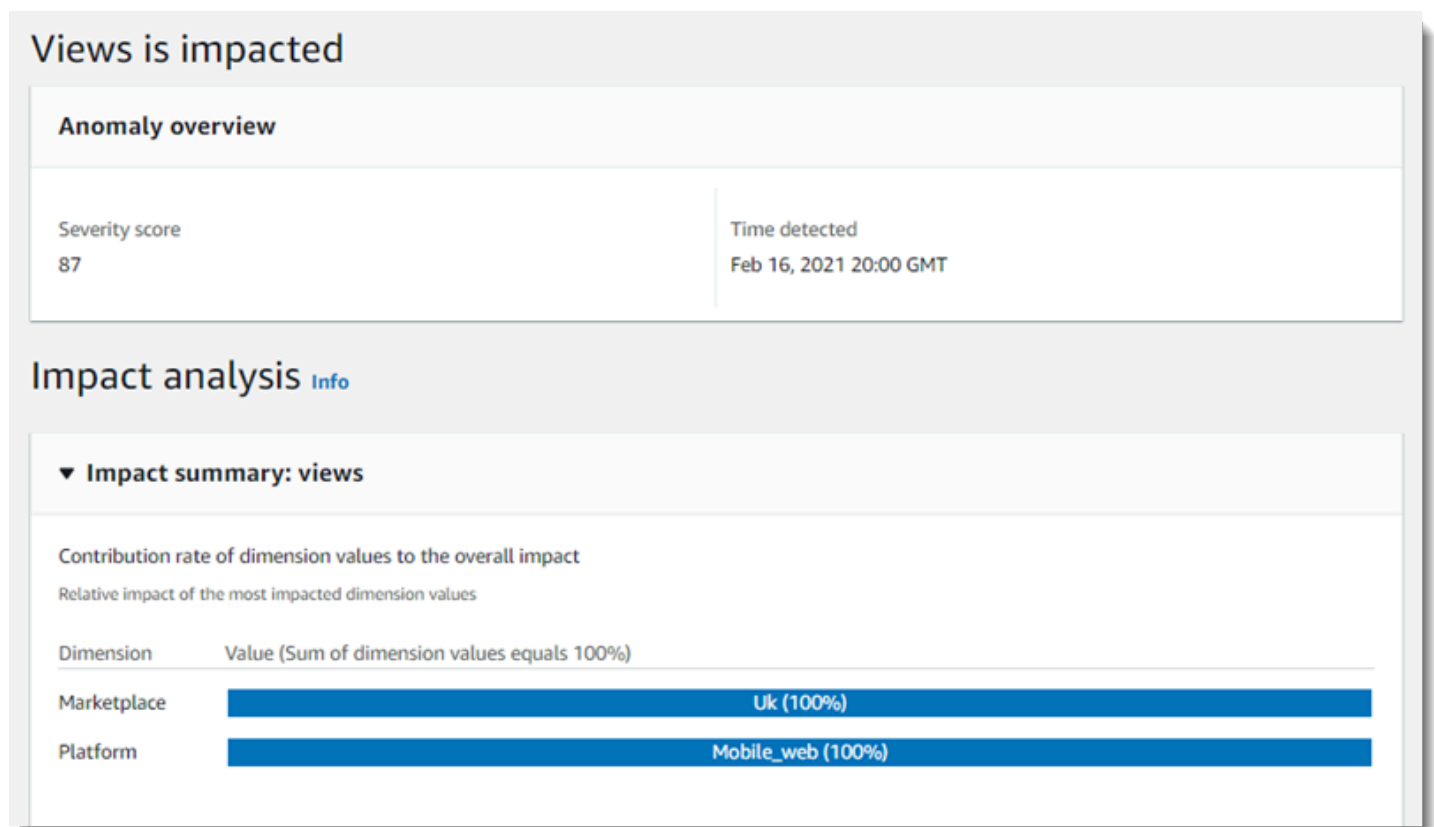 Views is impacted
Anomaly overview
Severity score
87
Time detected
Feb 16, 2021 20:00 GMT
Impact analysis Info
Impact summary: views
Contribution rate of dimension values to the overall impact
Relative impact of the most impacted dimension values
Dimension Value (Sum of dimension values equals 100%)
Marketplace Uk (100%)
Platform Mobile_web (100%)